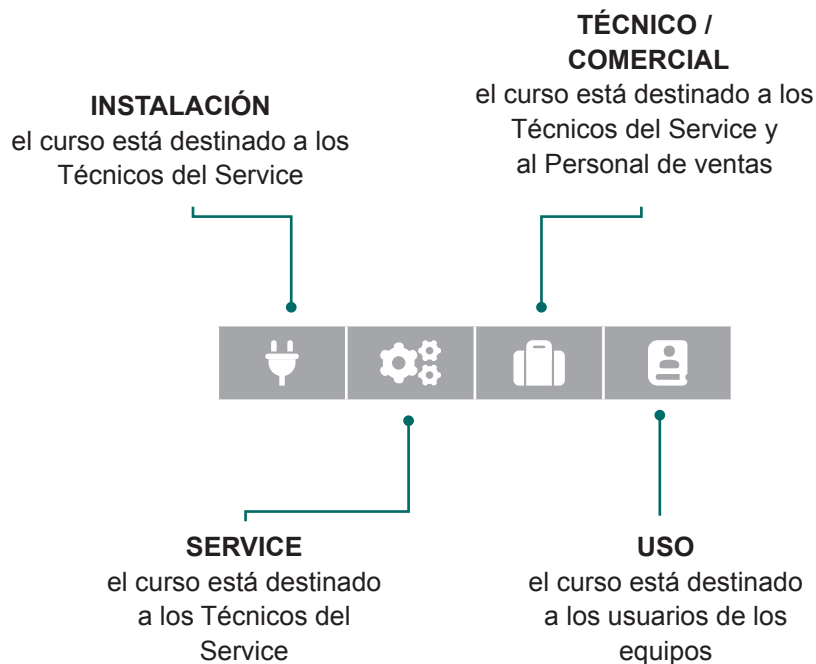 TÉCNICO /
COMERCIAL
el curso está destinado a los
Técnicos del Service y
al Personal de ventas
INSTALACIÓN
el curso está destinado a los
Técnicos del Service
SERVICE
el curso está destinado
a los Técnicos del
Service
USO
el curso está destinado
a los usuarios de los
equipos